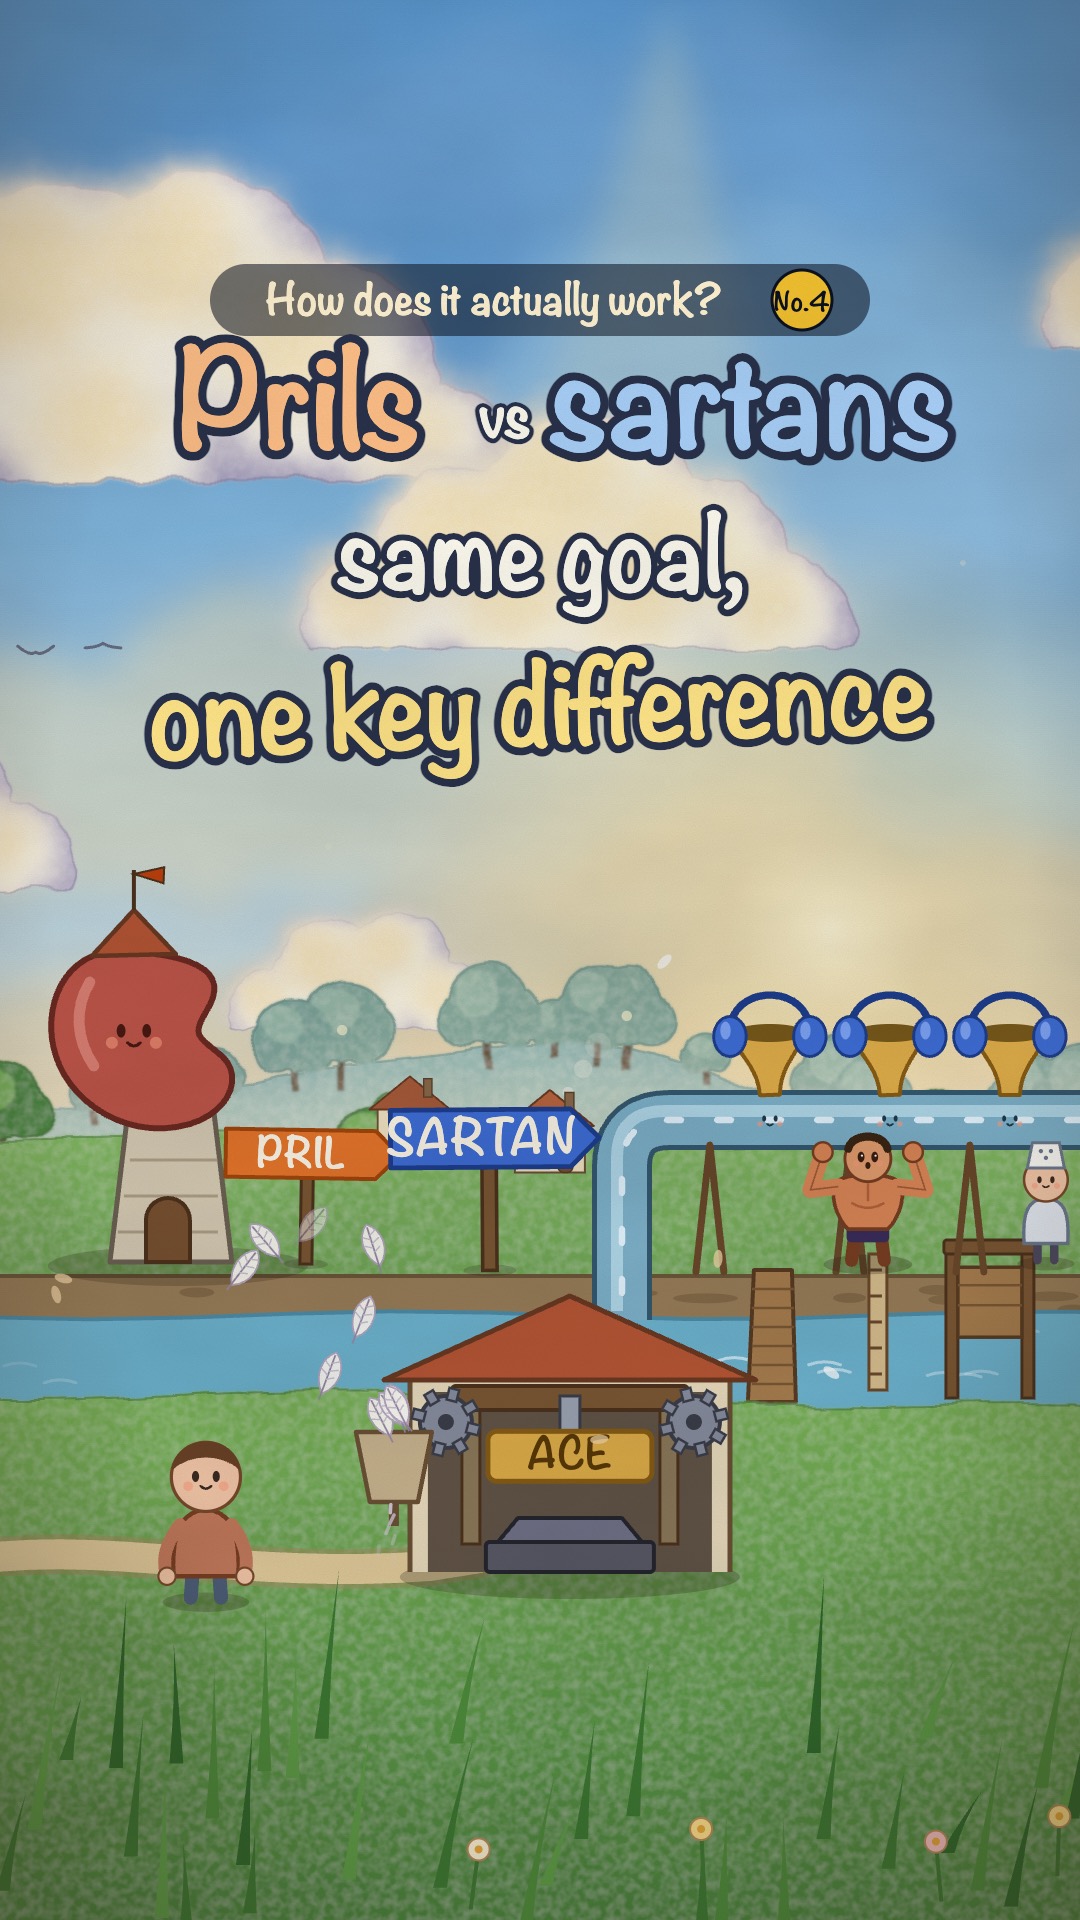 How does it actually work? No.4
Prils vs sartans
same goal,
one key difference
PRIL
SARTAN
ACE